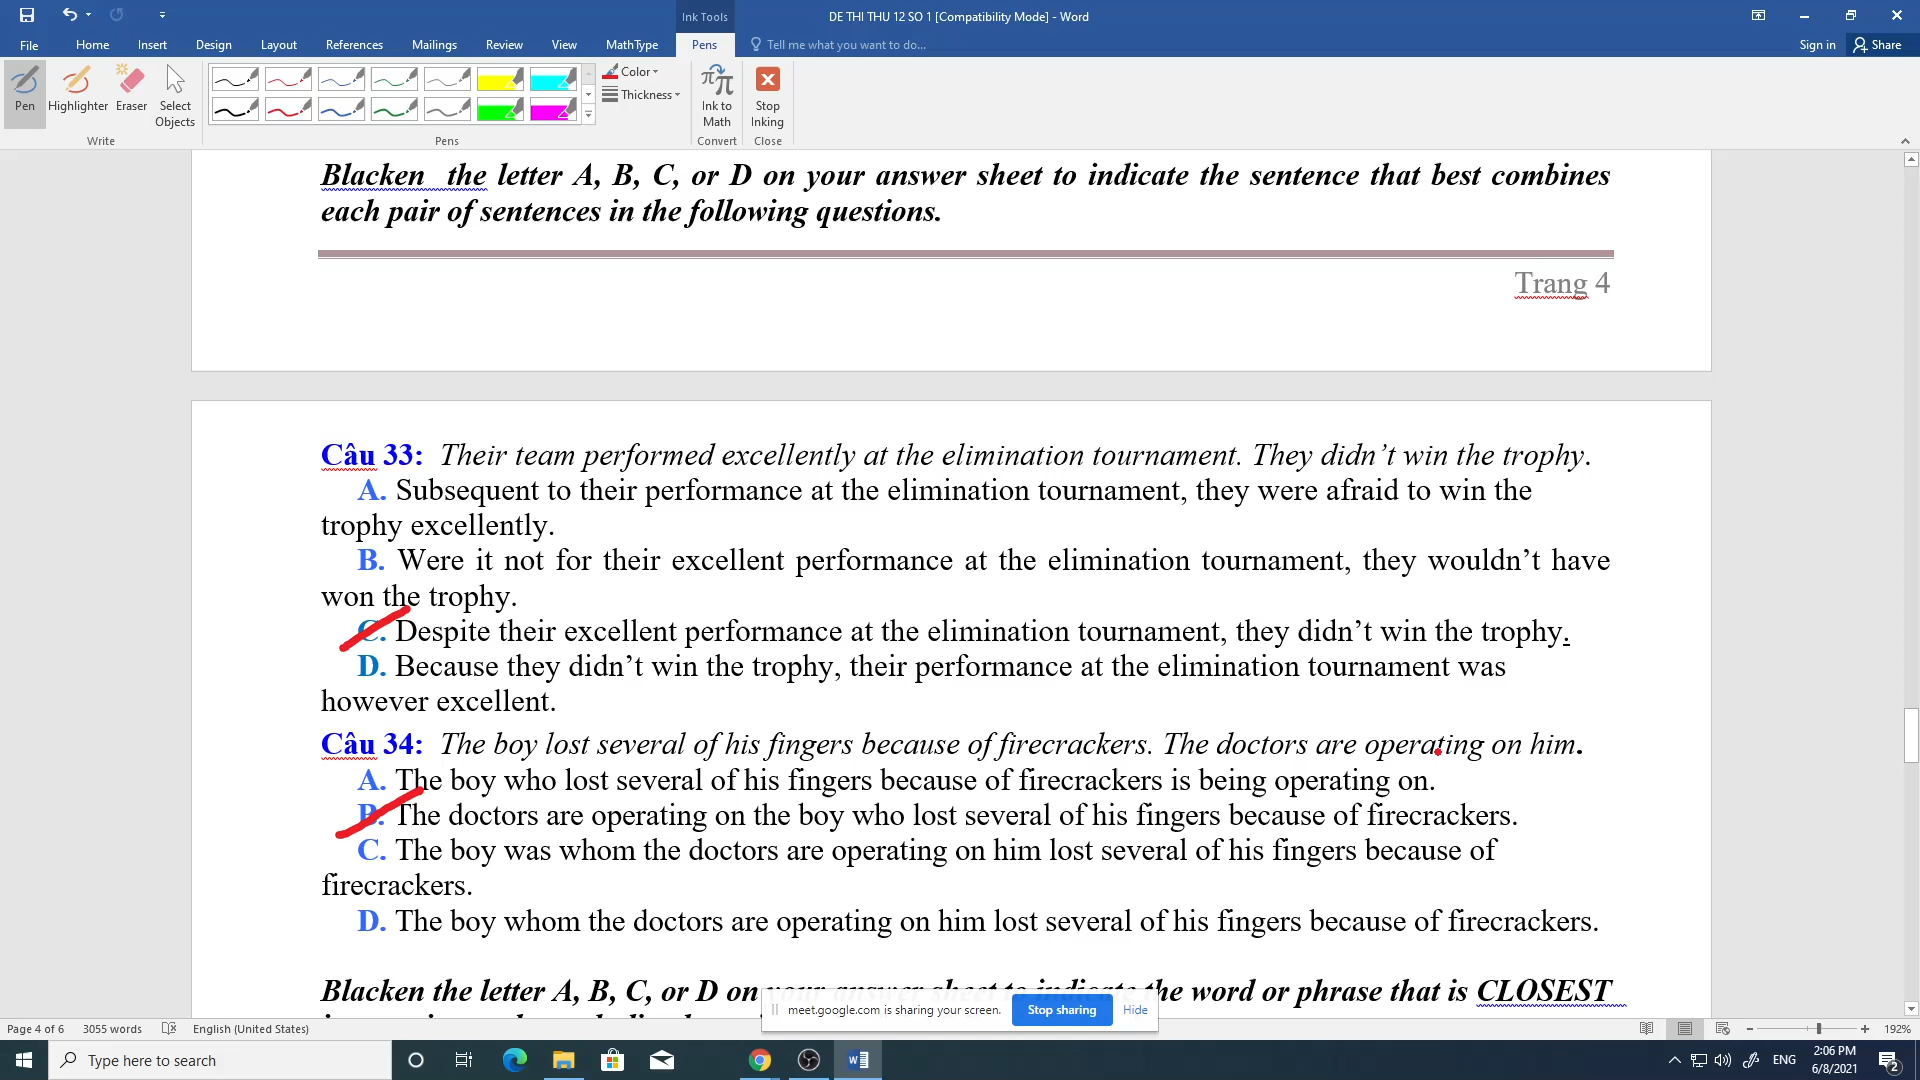 Ink Tools
DE THI THU 12 SO 1 [Compatibility Mode] - Word
File Home Insert Design Layout References Mailings Review View MathType Pens Tell me what you want to do... Sign in Share
Pen Highlighter Eraser Select Objects
Color
Thickness
Ink to Math
Stop Inking
Write Pens Convert Close
Blacken the letter A, B, C, or D on your answer sheet to indicate the sentence that best combines
each pair of sentences in the following questions.
Trang 4
Câu 33: Their team performed excellently at the elimination tournament. They didn’t win the trophy.
A. Subsequent to their performance at the elimination tournament, they were afraid to win the
trophy excellently.
B. Were it not for their excellent performance at the elimination tournament, they wouldn’t have
won the trophy.
C. Despite their excellent performance at the elimination tournament, they didn’t win the trophy.
D. Because they didn’t win the trophy, their performance at the elimination tournament was
however excellent.
Câu 34: The boy lost several of his fingers because of firecrackers. The doctors are operating on him.
A. The boy who lost several of his fingers because of firecrackers is being operating on.
B. The doctors are operating on the boy who lost several of his fingers because of firecrackers.
C. The boy was whom the doctors are operating on him lost several of his fingers because of
firecrackers.
D. The boy whom the doctors are operating on him lost several of his fingers because of firecrackers.
Blacken the letter A, B, C, or D on your answer sheet to indicate the word or phrase that is CLOSEST
meet.google.com is sharing your screen. Stop sharing Hide
Page 4 of 6 3055 words English (United States) 192%
Type here to search
ENG
2:06 PM
6/8/2021
2